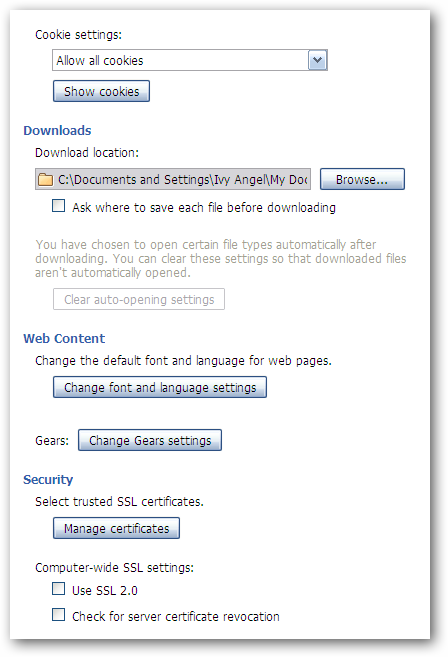 Cookie settings:
Allow all cookies
Show cookies
Downloads
Download location:
C:\Documents and Settings\Ivy Angel\My Doc
Browse...
Ask where to save each file before downloading
You have chosen to open certain file types automatically after
downloading. You can clear these settings so that downloaded files
aren't automatically opened.
Clear auto-opening settings
Web Content
Change the default font and language for web pages.
Change font and language settings
Gears: Change Gears settings
Security
Select trusted SSL certificates.
Manage certificates
Computer-wide SSL settings:
Use SSL 2.0
Check for server certificate revocation